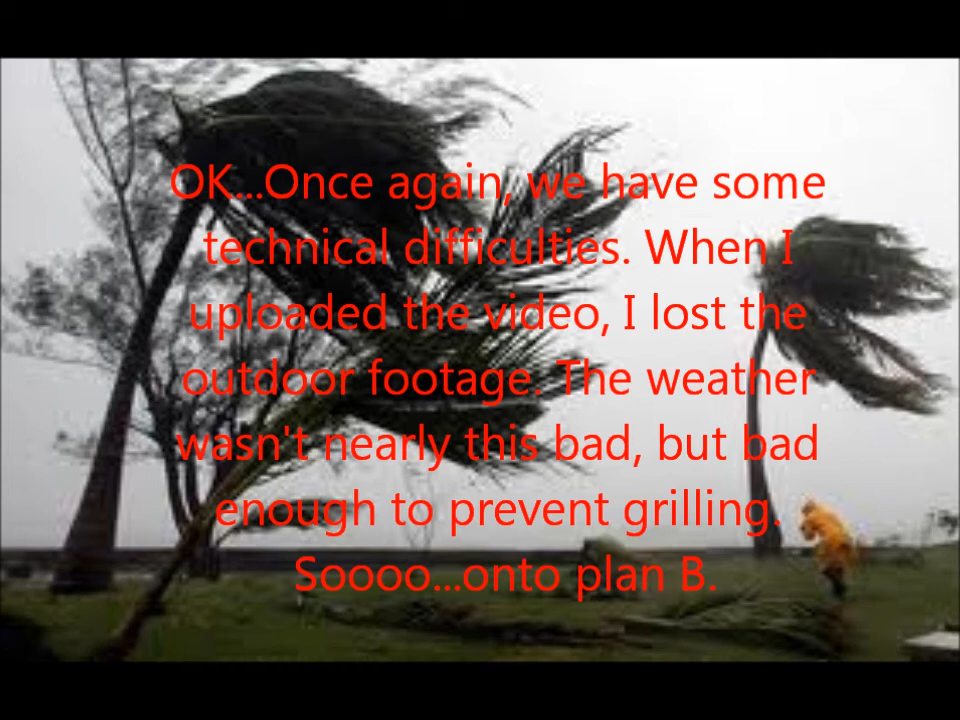 OK...Once again, we have some
technical difficulties. When I
uploaded the video, I lost the
outdoor footage. The weather
wasn't nearly this bad, but bad
enough to prevent grilling.
Soooo...onto plan B.